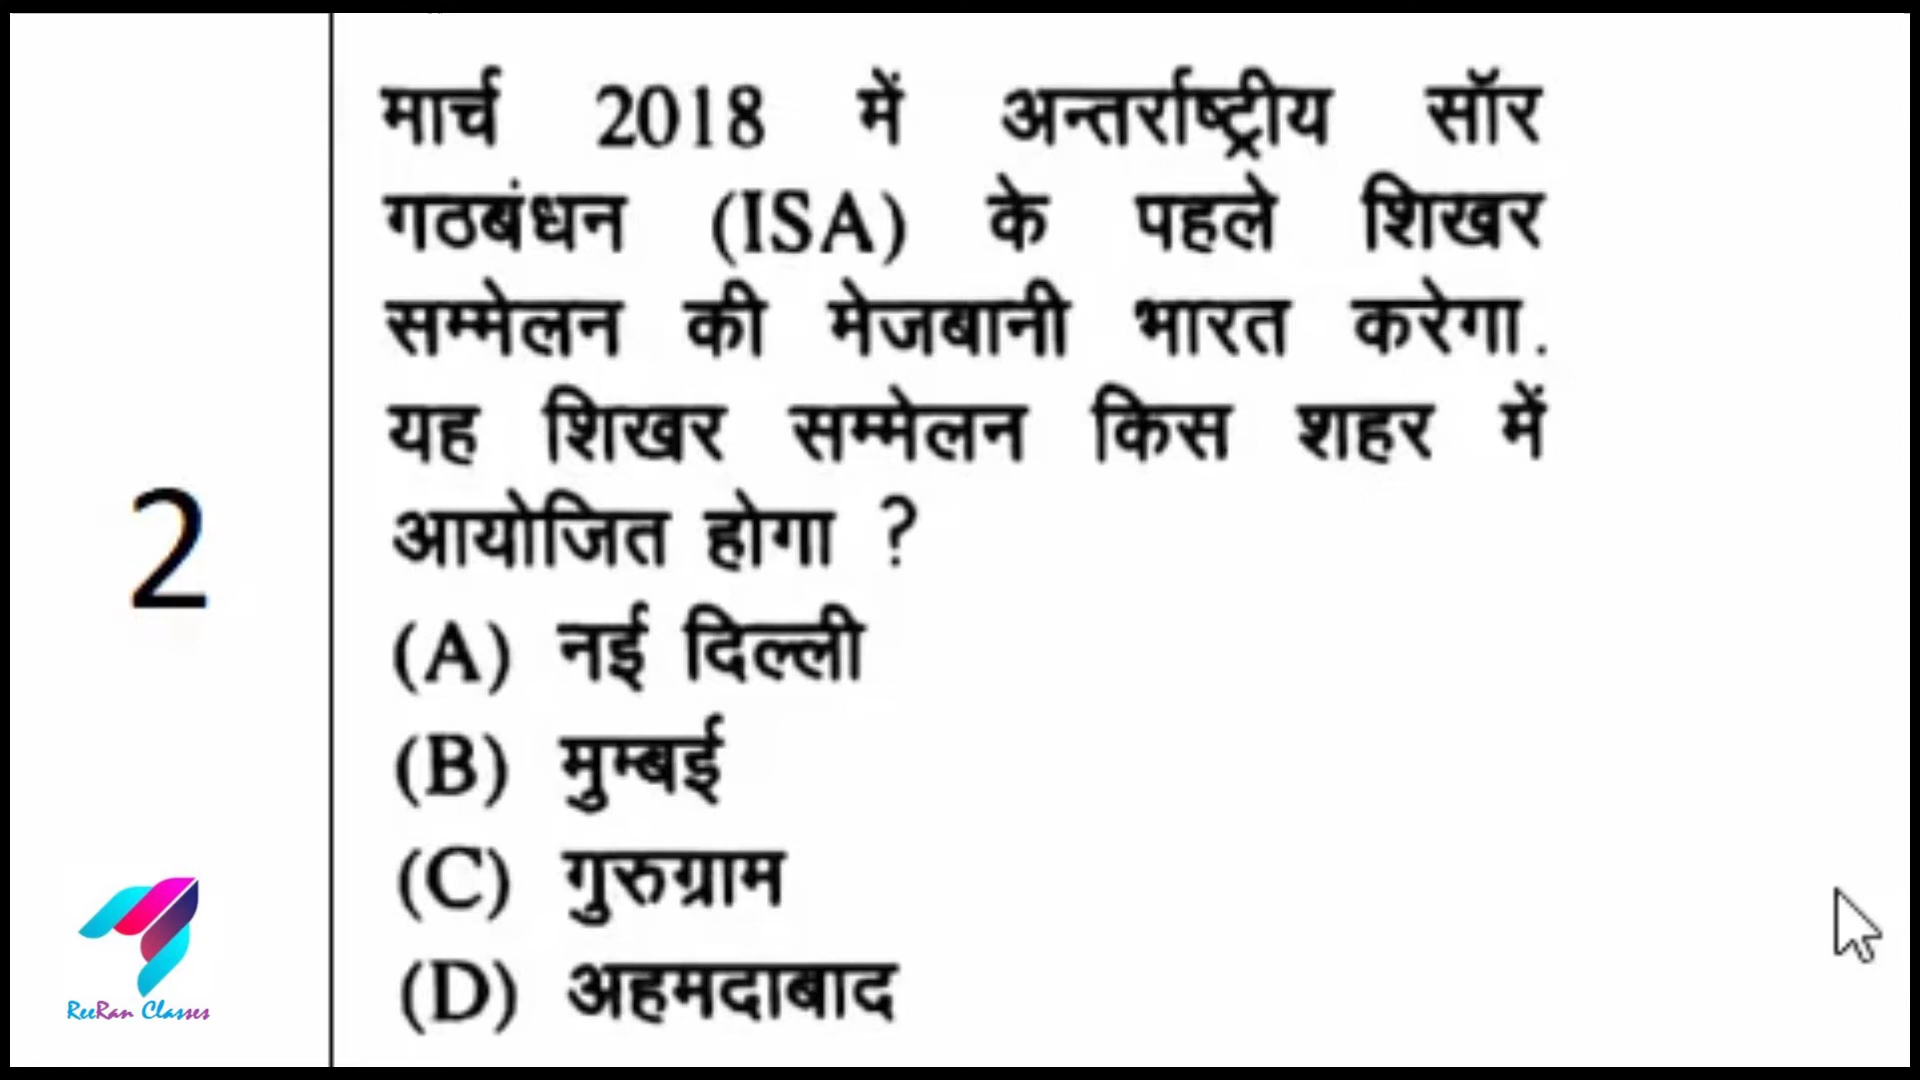 मार्च 2018 में अन्तर्राष्ट्रीय सॉर
गठबंधन (ISA) के पहले शिखर
सम्मेलन की मेजबानी भारत करेगा.
यह शिखर सम्मेलन किस शहर में
आयोजित होगा ?
2
(A) नई दिल्ली
(B) मुम्बई
(C) गुरुग्राम
(D) अहमदाबाद
ReeRan Classes